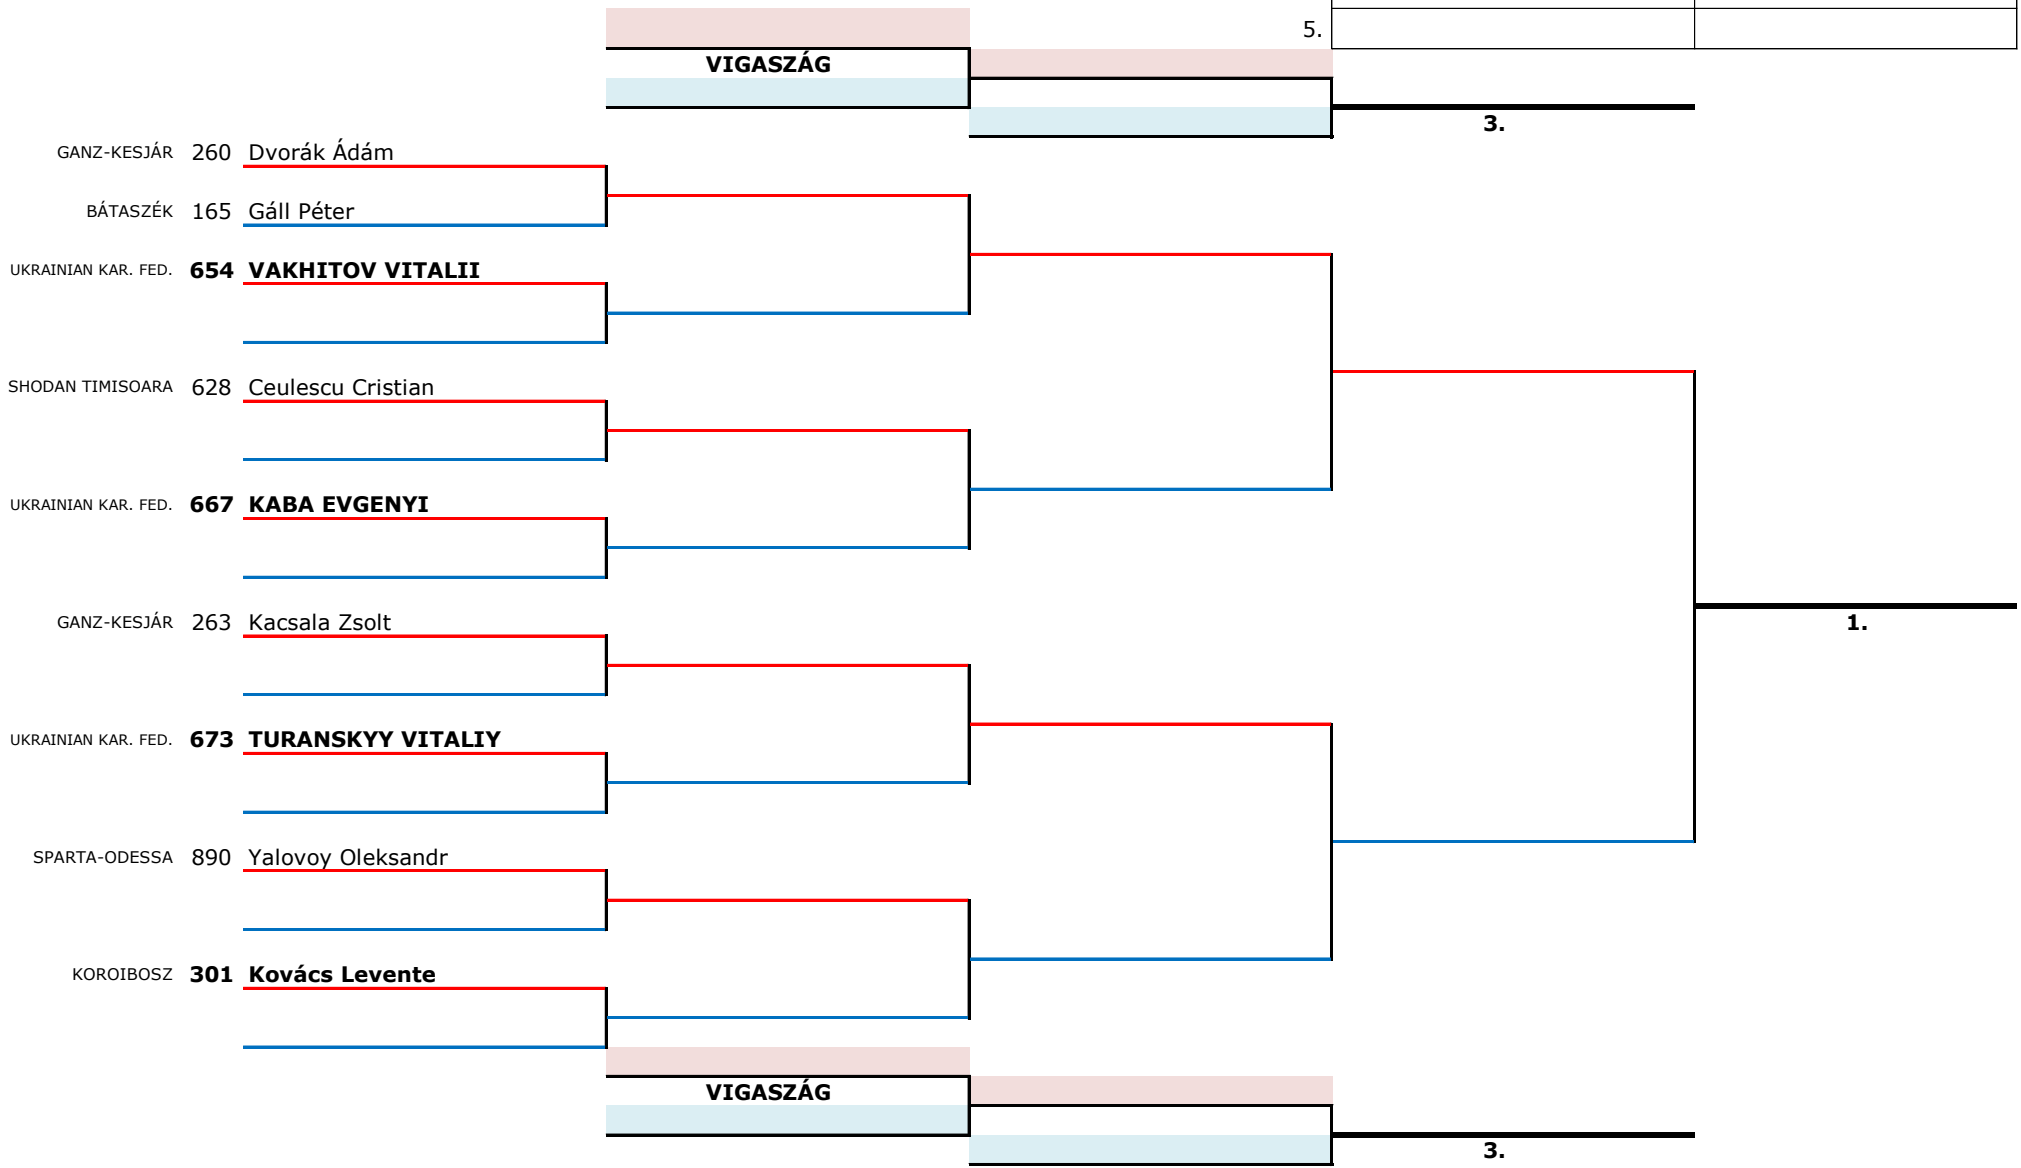 5.
VIGASZÁG
3.
GANZ-KESJÁR 260 Dvorák Ádám
BÁTASZÉK 165 Gáll Péter
UKRAINIAN KAR. FED. 654 VAKHITOV VITALII
SHODAN TIMISOARA 628 Ceulescu Cristian
UKRAINIAN KAR. FED. 667 KABA EVGENYI
GANZ-KESJÁR 263 Kacsala Zsolt
1.
UKRAINIAN KAR. FED. 673 TURANSKYY VITALIY
SPARTA-ODESSA 890 Yalovoy Oleksandr
KOROIBOSZ 301 Kovács Levente
VIGASZÁG
3.